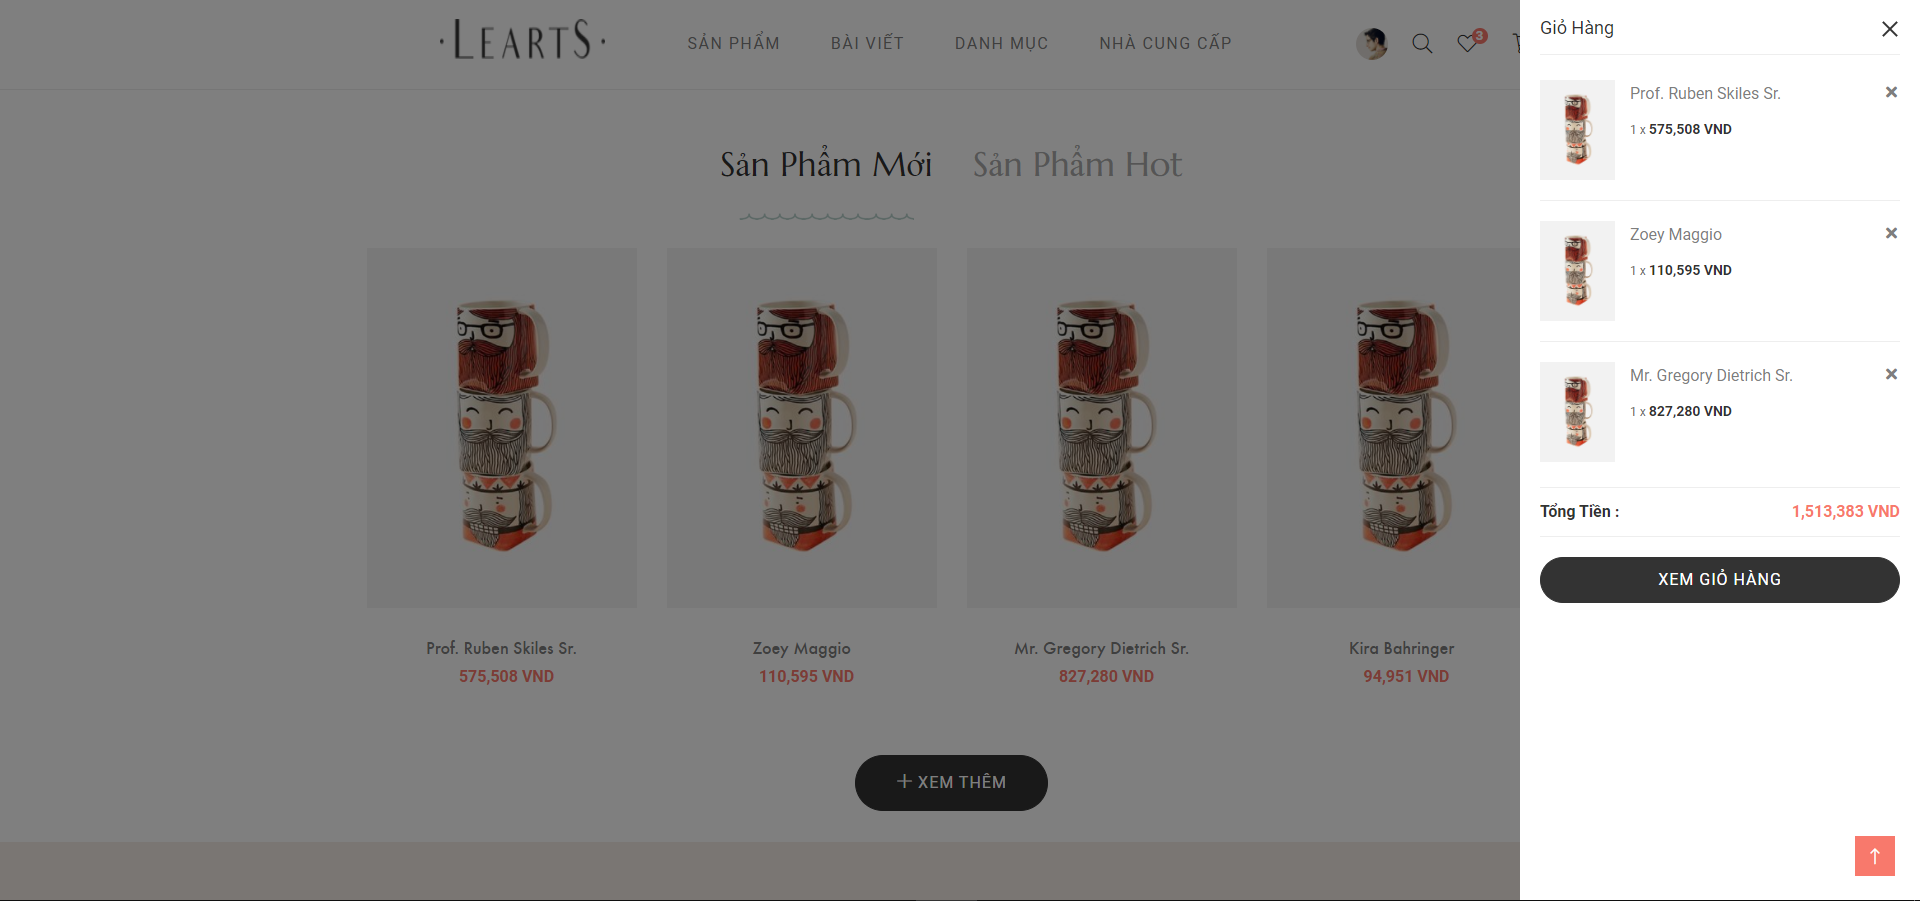 ·LEARTS·
SẢN PHẨM
BÀI VIẾT
DANH MỤC
NHÀ CUNG CẤP
3
Sản Phẩm Mới
Sản Phẩm Hot
Prof. Ruben Skiles Sr.
575,508 VND
Zoey Maggio
110,595 VND
Mr. Gregory Dietrich Sr.
827,280 VND
Kira Bahringer
94,951 VND
XEM THÊM
Giỏ Hàng
Prof. Ruben Skiles Sr.
1 x 575,508 VND
Zoey Maggio
1 x 110,595 VND
Mr. Gregory Dietrich Sr.
1 x 827,280 VND
Tổng Tiền : 1,513,383 VND
XEM GIỎ HÀNG